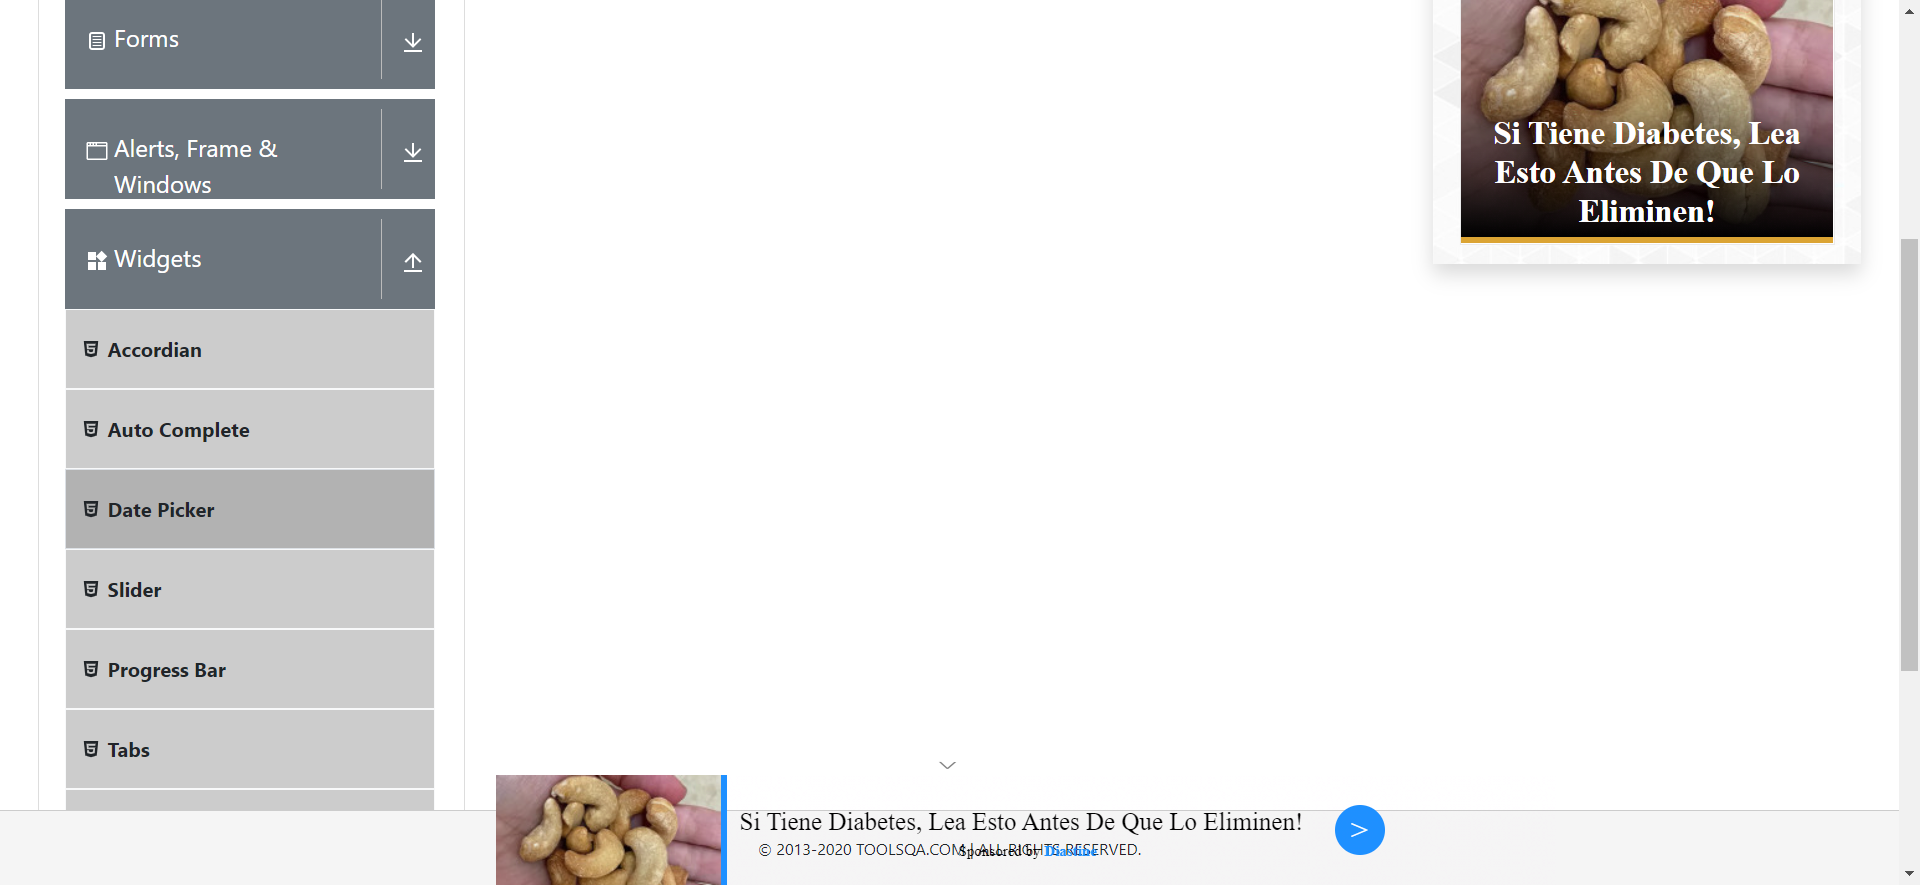 Forms
Alerts, Frame &
Windows
Widgets
Accordian
Auto Complete
Date Picker
Slider
Progress Bar
Tabs
Si Tiene Diabetes, Lea
Esto Antes De Que Lo
Eliminen!
Si Tiene Diabetes, Lea Esto Antes De Que Lo Eliminen!
>
© 2013-2020 TOOLSQA.COM | ALL RIGHTS RESERVED.
Sponsored by